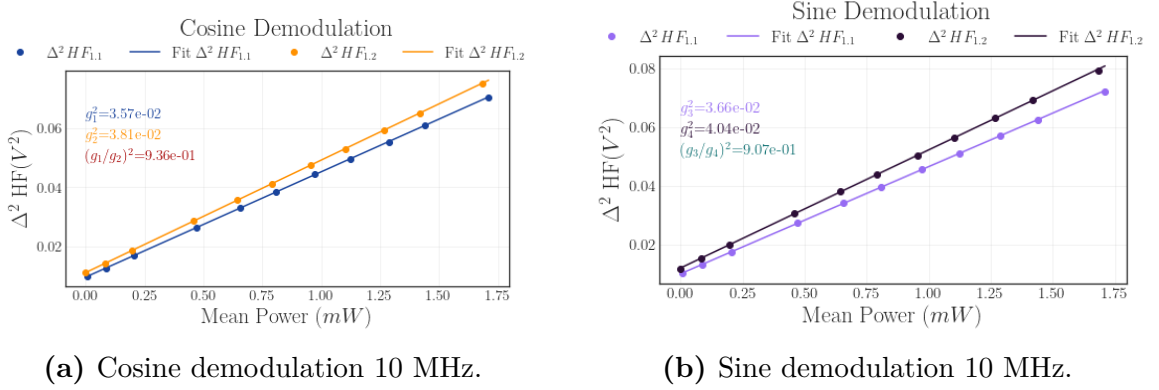 Cosine Demodulation
Δ² HF₁.₁ Fit Δ² HF₁.₁ Δ² HF₁.₂ Fit Δ² HF₁.₂
g₁²=3.57e-02
g₂²=3.81e-02
(g₁/g₂)²=9.36e-01
Δ² HF(V²)
0.06
0.04
0.02
0.00 0.25 0.50 0.75 1.00 1.25 1.50 1.75
Mean Power (mW)
(a) Cosine demodulation 10 MHz.
Sine Demodulation
Δ² HF₁.₁ Fit Δ² HF₁.₁ Δ² HF₁.₂ Fit Δ² HF₁.₂
g₃²=3.66e-02
g₄²=4.04e-02
(g₃/g₄)²=9.07e-01
Δ² HF(V²)
0.08
0.06
0.04
0.02
0.00 0.25 0.50 0.75 1.00 1.25 1.50 1.75
Mean Power (mW)
(b) Sine demodulation 10 MHz.